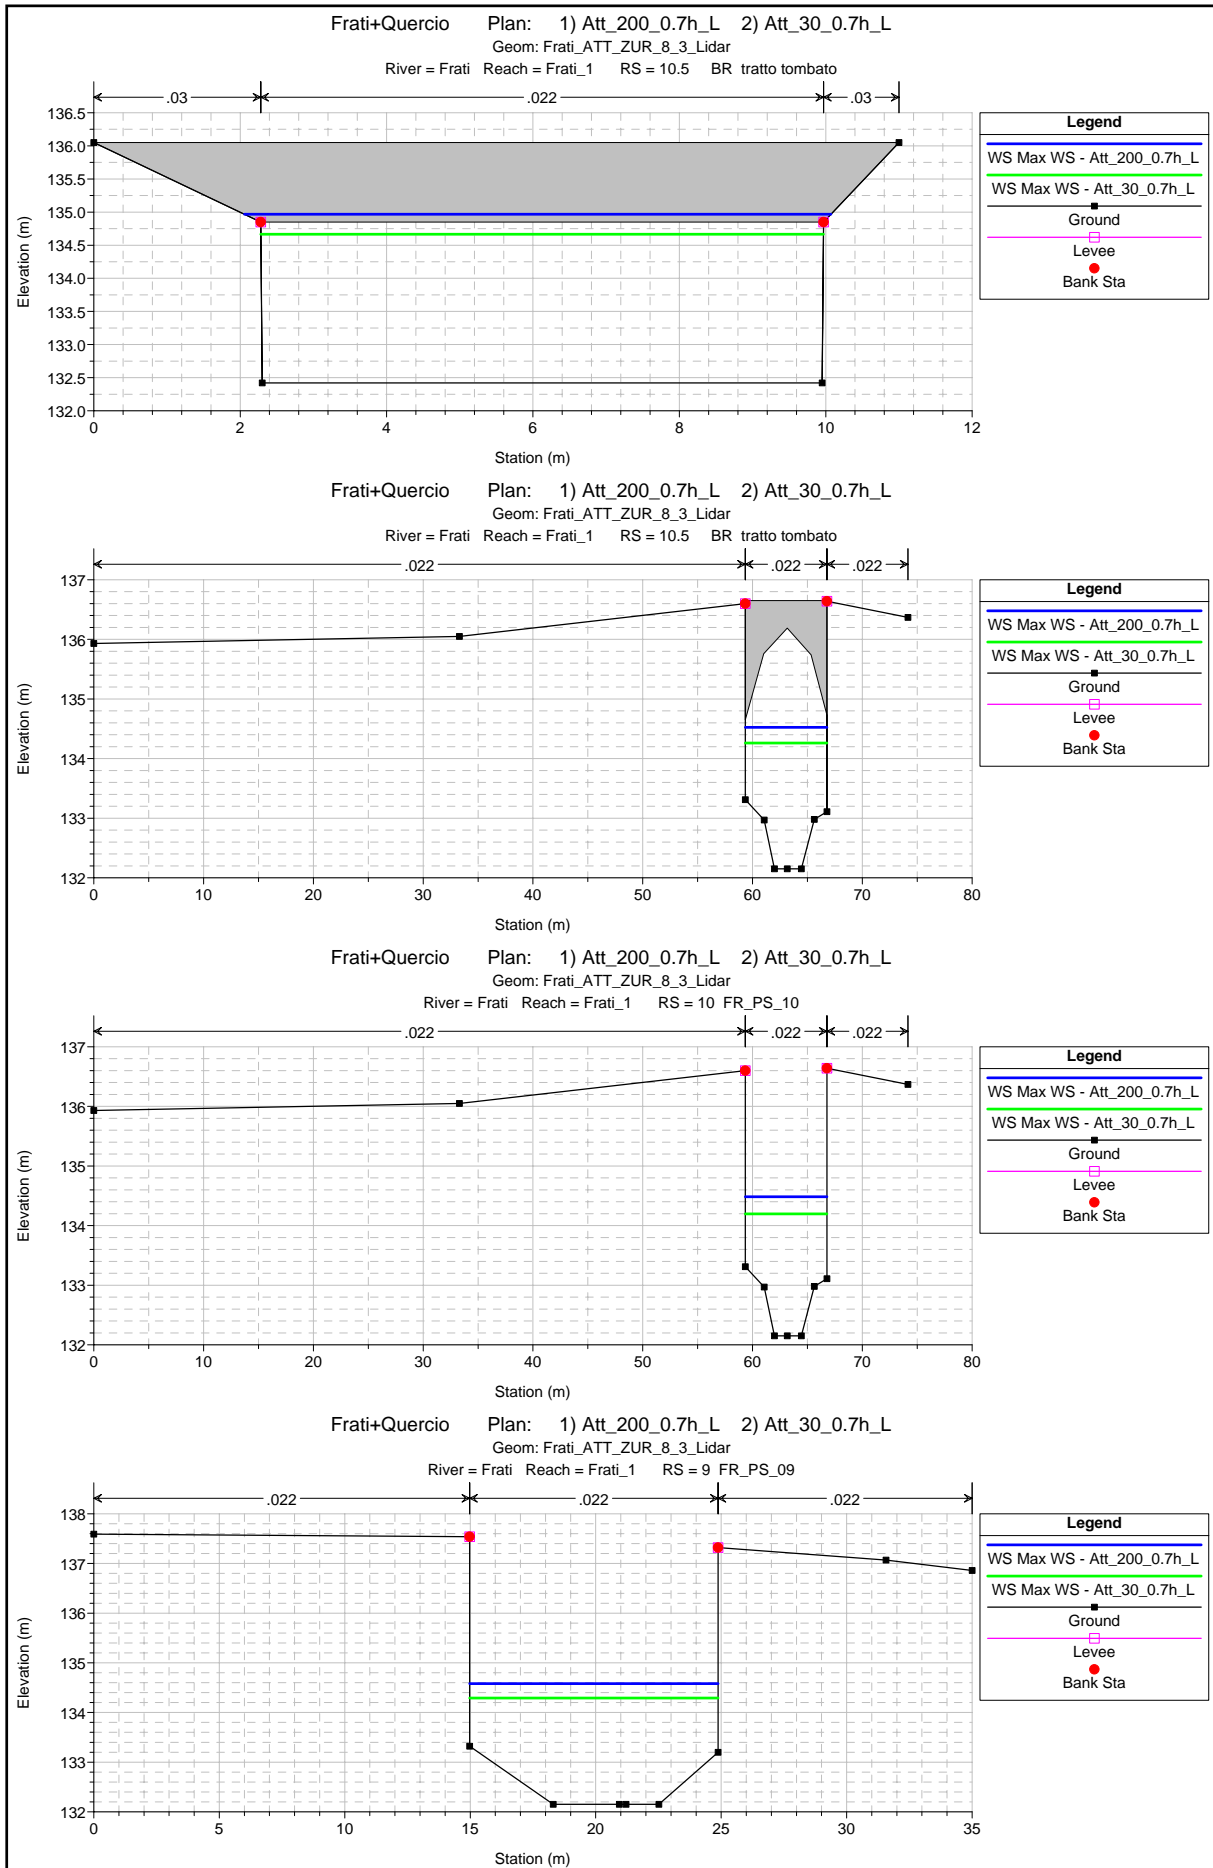 Frati+Quercio Plan: 1) Att_200_0.7h_L 2) Att_30_0.7h_L
Geom: Frati_ATT_ZUR_8_3_Lidar
River = Frati Reach = Frati_1 RS = 10.5 BR tratto tombato
.03 .022 .03
136.5
136.0
135.5
135.0
134.5
134.0
133.5
133.0
132.5
132.0
Elevation (m)
0 2 4 6 8 10 12
Station (m)
Legend
WS Max WS - Att_200_0.7h_L
WS Max WS - Att_30_0.7h_L
Ground
Levee
Bank Sta
Frati+Quercio Plan: 1) Att_200_0.7h_L 2) Att_30_0.7h_L
Geom: Frati_ATT_ZUR_8_3_Lidar
River = Frati Reach = Frati_1 RS = 10.5 BR tratto tombato
.022 .022 .022
137
136
135
134
133
132
Elevation (m)
0 10 20 30 40 50 60 70 80
Station (m)
Legend
WS Max WS - Att_200_0.7h_L
WS Max WS - Att_30_0.7h_L
Ground
Levee
Bank Sta
Frati+Quercio Plan: 1) Att_200_0.7h_L 2) Att_30_0.7h_L
Geom: Frati_ATT_ZUR_8_3_Lidar
River = Frati Reach = Frati_1 RS = 10 FR_PS_10
.022 .022 .022
137
136
135
134
133
132
Elevation (m)
0 10 20 30 40 50 60 70 80
Station (m)
Legend
WS Max WS - Att_200_0.7h_L
WS Max WS - Att_30_0.7h_L
Ground
Levee
Bank Sta
Frati+Quercio Plan: 1) Att_200_0.7h_L 2) Att_30_0.7h_L
Geom: Frati_ATT_ZUR_8_3_Lidar
River = Frati Reach = Frati_1 RS = 9 FR_PS_09
.022 .022 .022
138
137
136
135
134
133
132
Elevation (m)
0 5 10 15 20 25 30 35
Station (m)
Legend
WS Max WS - Att_200_0.7h_L
WS Max WS - Att_30_0.7h_L
Ground
Levee
Bank Sta